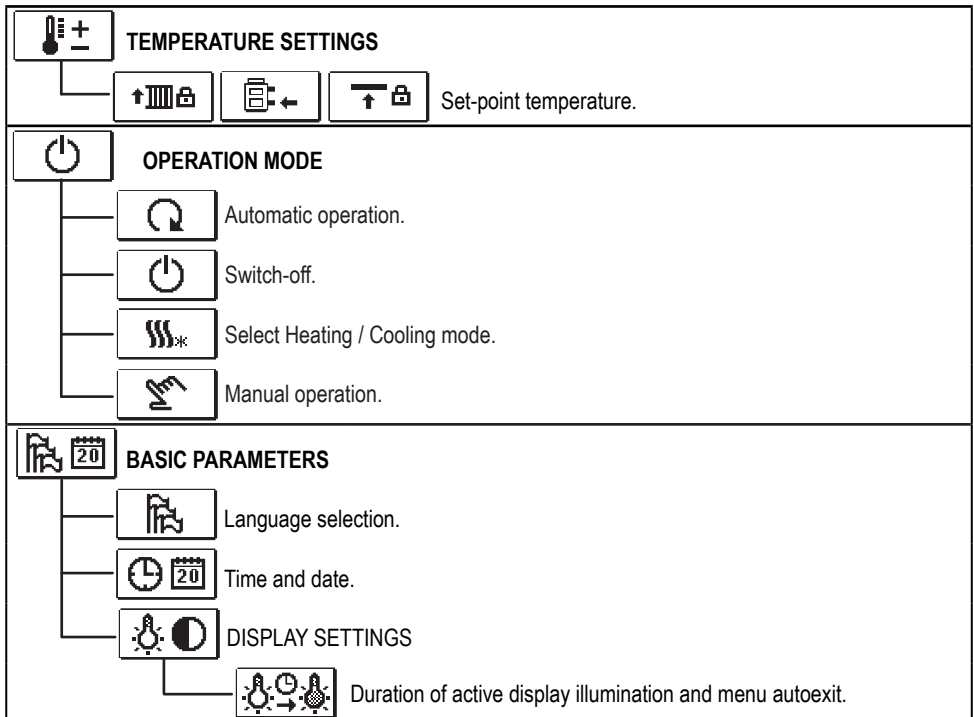 TEMPERATURE SETTINGS
Set-point temperature.
OPERATION MODE
Automatic operation.
Switch-off.
Select Heating / Cooling mode.
Manual operation.
20
BASIC PARAMETERS
Language selection.
20
Time and date.
DISPLAY SETTINGS
Duration of active display illumination and menu autoexit.